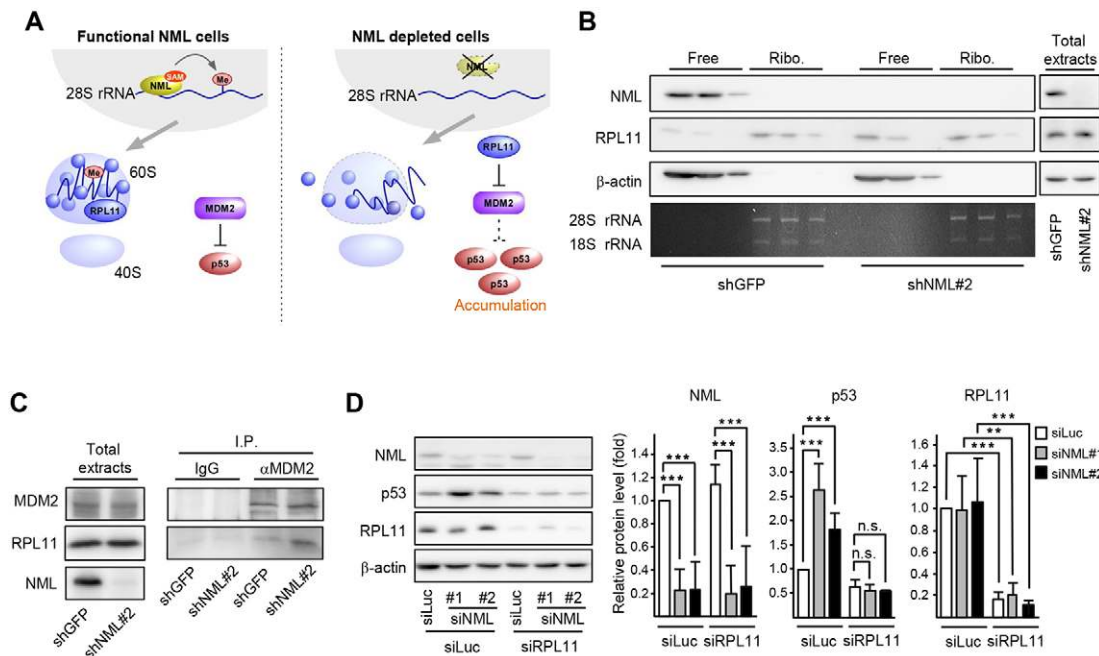 A
Functional NML cells
NML depleted cells
SAM
NML
Me
28S rRNA
NML
28S rRNA
60S
Me
RPL11
40S
MDM2
p53
RPL11
MDM2
p53 p53
p53
Accumulation
B
Free Ribo. Free Ribo. Total extracts
NML
RPL11
β-actin
28S rRNA
18S rRNA
shGFP shNML#2
shGFP
shNML#2
C
Total extracts
I.P.
IgG αMDM2
MDM2
RPL11
NML
shGFP
shNML#2
shGFP
shNML#2
shGFP
shNML#2
D
NML
p53
RPL11
β-actin
siLuc #1 #2 siLuc #1 #2
siNML siNML
siLuc siRPL11
Relative protein level (fold)
NML
1.4
1.2
1.0
0.8
0.6
0.4
0.2
***
***
***
***
siLuc siRPL11
p53
3.5
3.0
2.5
2.0
1.5
1.0
0.5
***
***
n.s.
n.s.
siLuc siRPL11
RPL11
1.6
1.4
1.2
1.0
0.8
0.6
0.4
0.2
***
**
***
siLuc siRPL11
siLuc
siNML#1
siNML#2